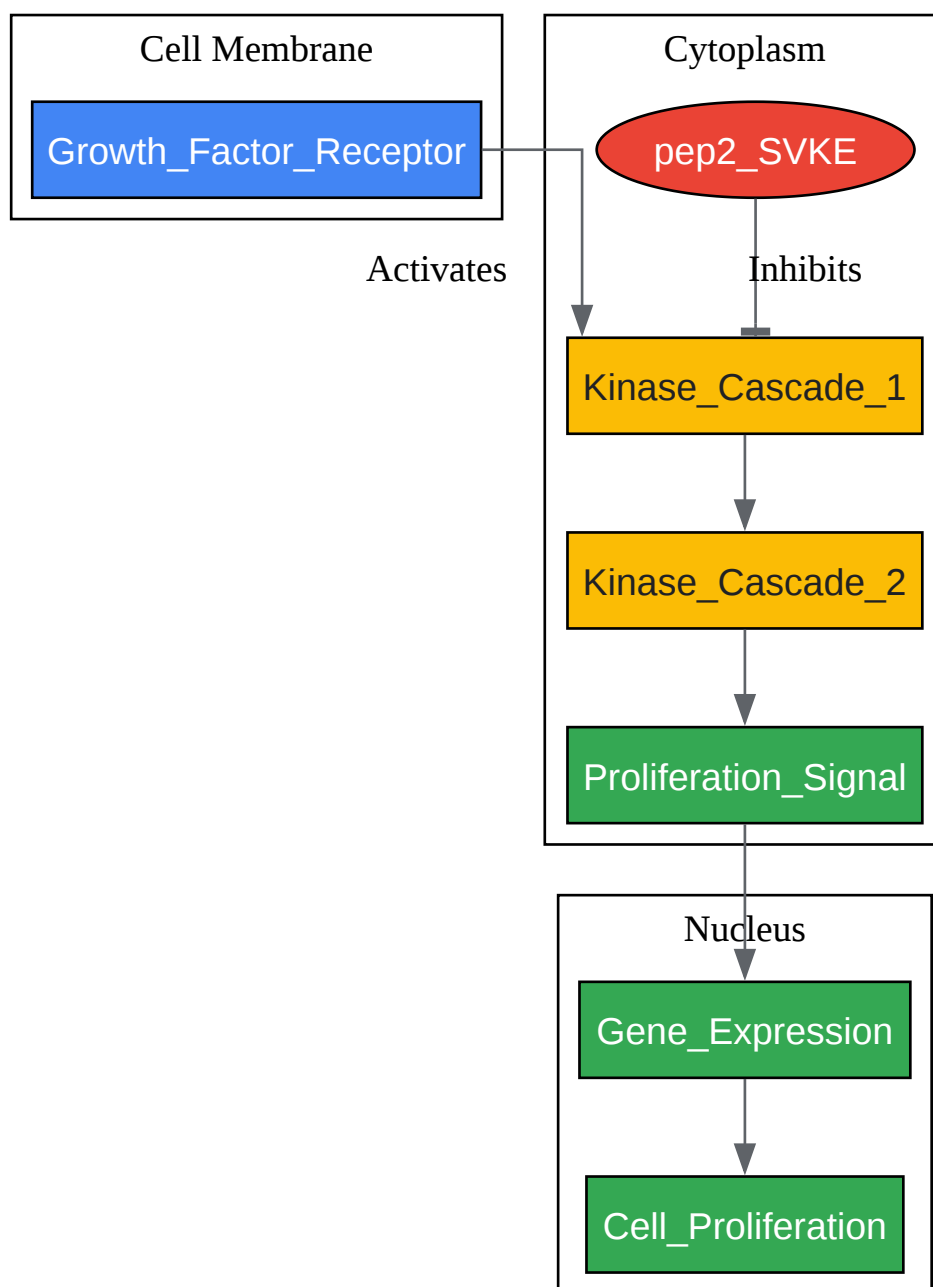 Cell Membrane
Growth_Factor_Receptor
Activates
Cytoplasm
pep2_SVKE
Inhibits
Kinase_Cascade_1
Kinase_Cascade_2
Proliferation_Signal
Nucleus
Gene_Expression
Cell_Proliferation